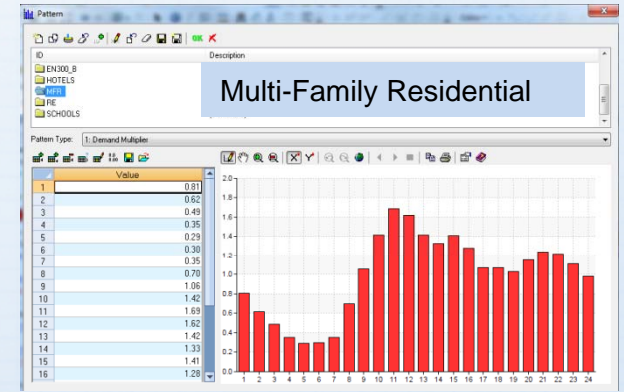 Pattern
OK
ID Description
EN300_B
HOTELS
MFR
RE
SCHOOLS
Multi-Family Residential
Pattern Type: 1: Demand Multiplier
Value
1 0.81
2 0.62
3 0.49
4 0.35
5 0.29
6 0.30
7 0.35
8 0.70
9 1.06
10 1.42
11 1.69
12 1.62
13 1.42
14 1.33
15 1.41
16 1.28
2.0
1.8
1.6
1.4
1.2
1.0
0.8
0.6
0.4
0.2
0.0
1 2 3 4 5 6 7 8 9 10 11 12 13 14 15 16 17 18 19 20 21 22 23 24